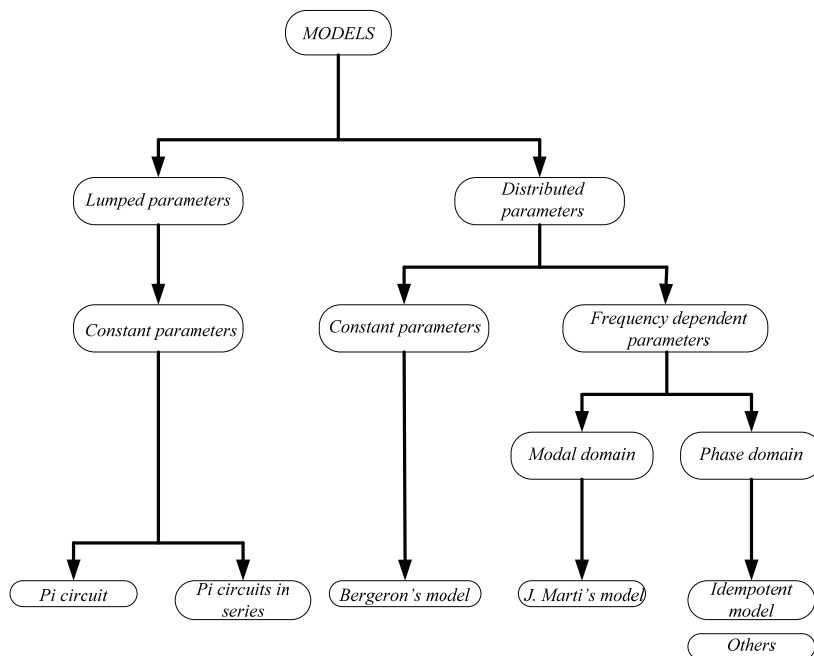 MODELS
Lumped parameters
Distributed
parameters
Constant parameters
Constant parameters
Frequency dependent
parameters
Modal domain
Phase domain
Pi circuit
Pi circuits in
series
Bergeron's model
J. Marti's model
Idempotent
model
Others